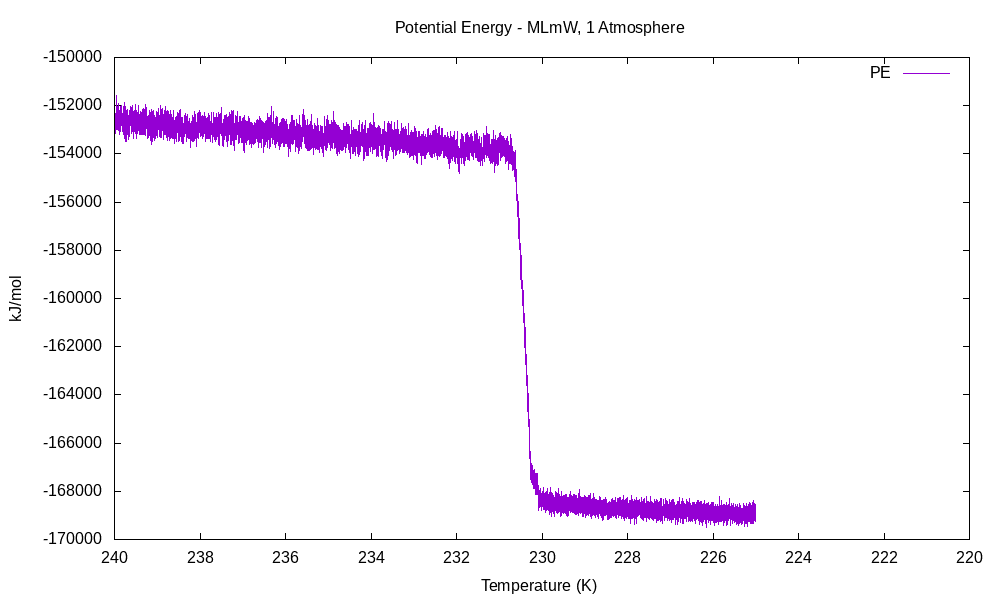 Potential Energy - MLmW, 1 Atmosphere
PE
-150000
-152000
-154000
-156000
-158000
-160000
-162000
-164000
-166000
-168000
-170000
kJ/mol
240 238 236 234 232 230 228 226 224 222 220
Temperature (K)